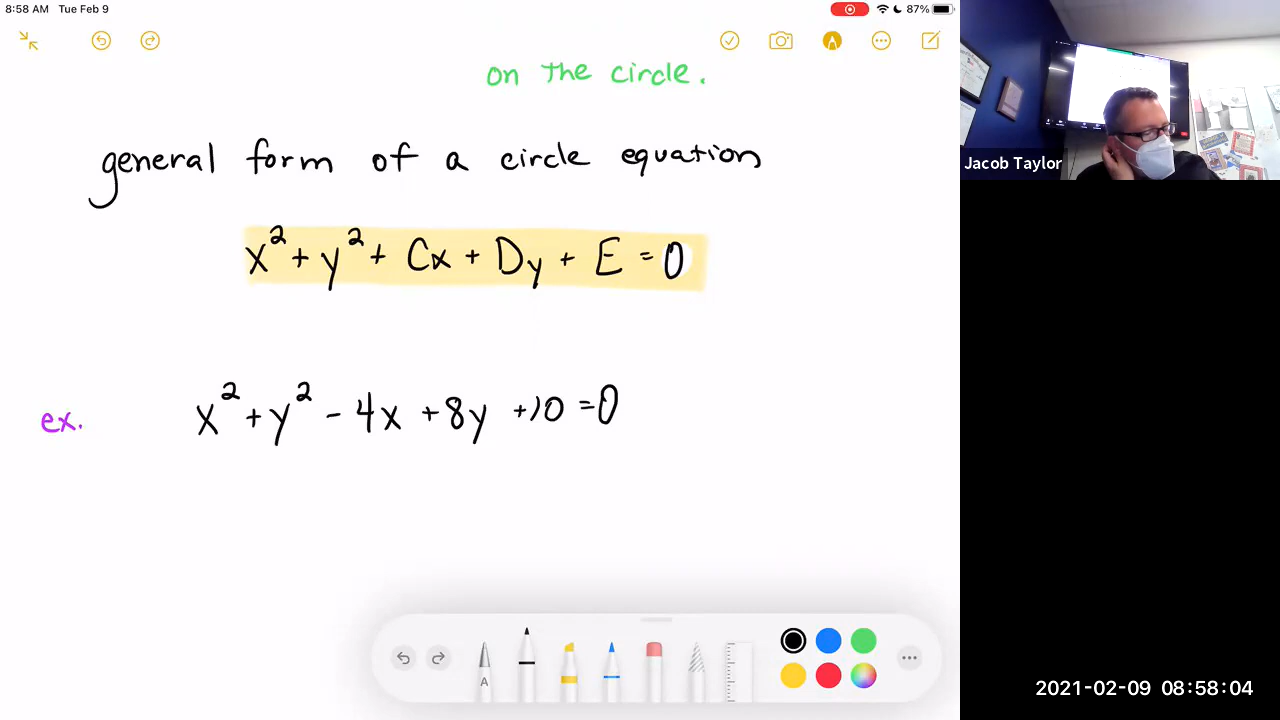 8:58 AM Tue Feb 9
87%
on the circle.
Jacob Taylor
general form of a circle equation
x² + y² + Cx + Dy + E = 0
ex. x² + y² - 4x + 8y + 10 = 0
A
2021-02-09 08:58:04